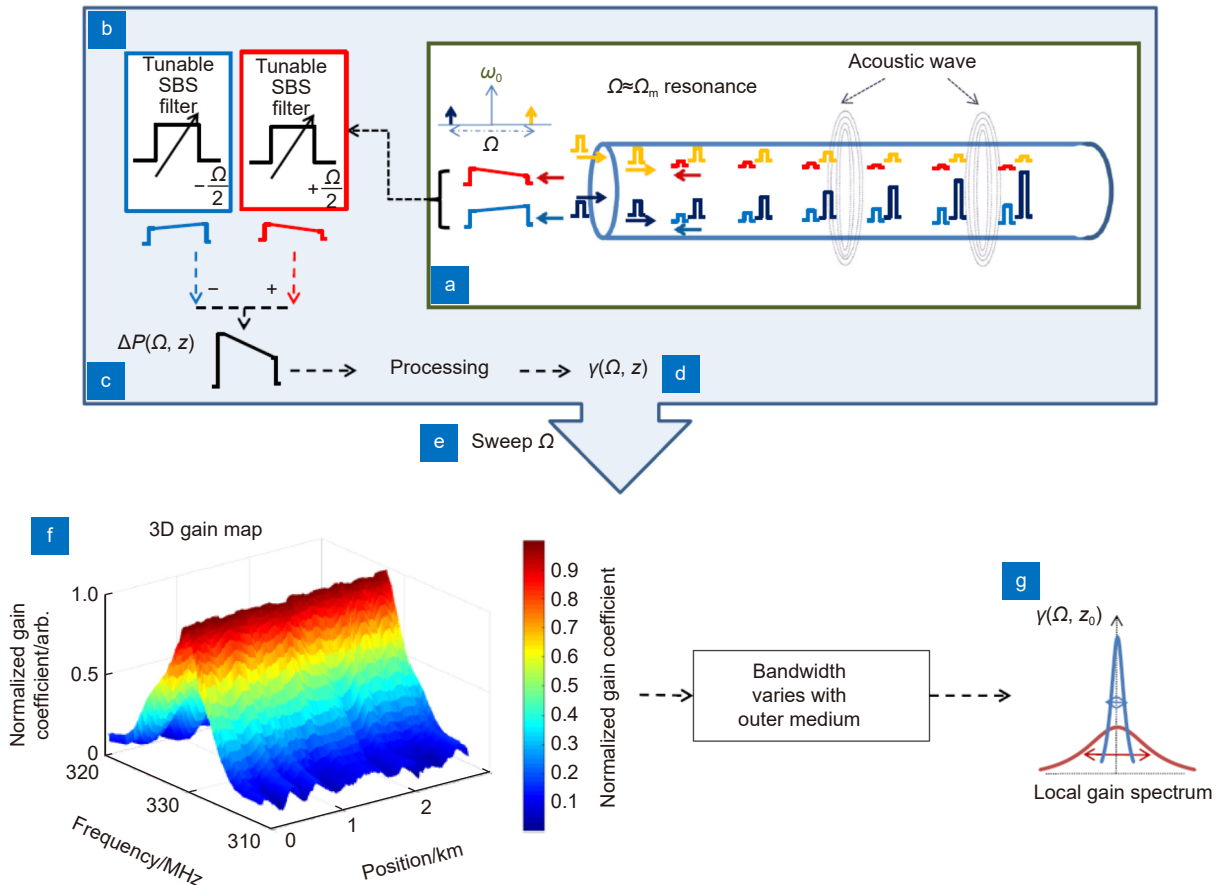 b
Tunable
SBS
filter
−Ω/2
Tunable
SBS
filter
+Ω/2
ω0
Ω
Ω≈Ωm resonance
Acoustic wave
a
−
+
ΔP(Ω, z)
c
Processing
γ(Ω, z)
d
e
Sweep Ω
f
3D gain map
Normalized gain
coefficient/arb.
1.0
0.5
0
320
330
310
Frequency/MHz
0
1
2
Position/km
0.9
0.8
0.7
0.6
0.5
0.4
0.3
0.2
0.1
Normalized gain coefficient
Bandwidth
varies with
outer medium
g
γ(Ω, z0)
Local gain spectrum